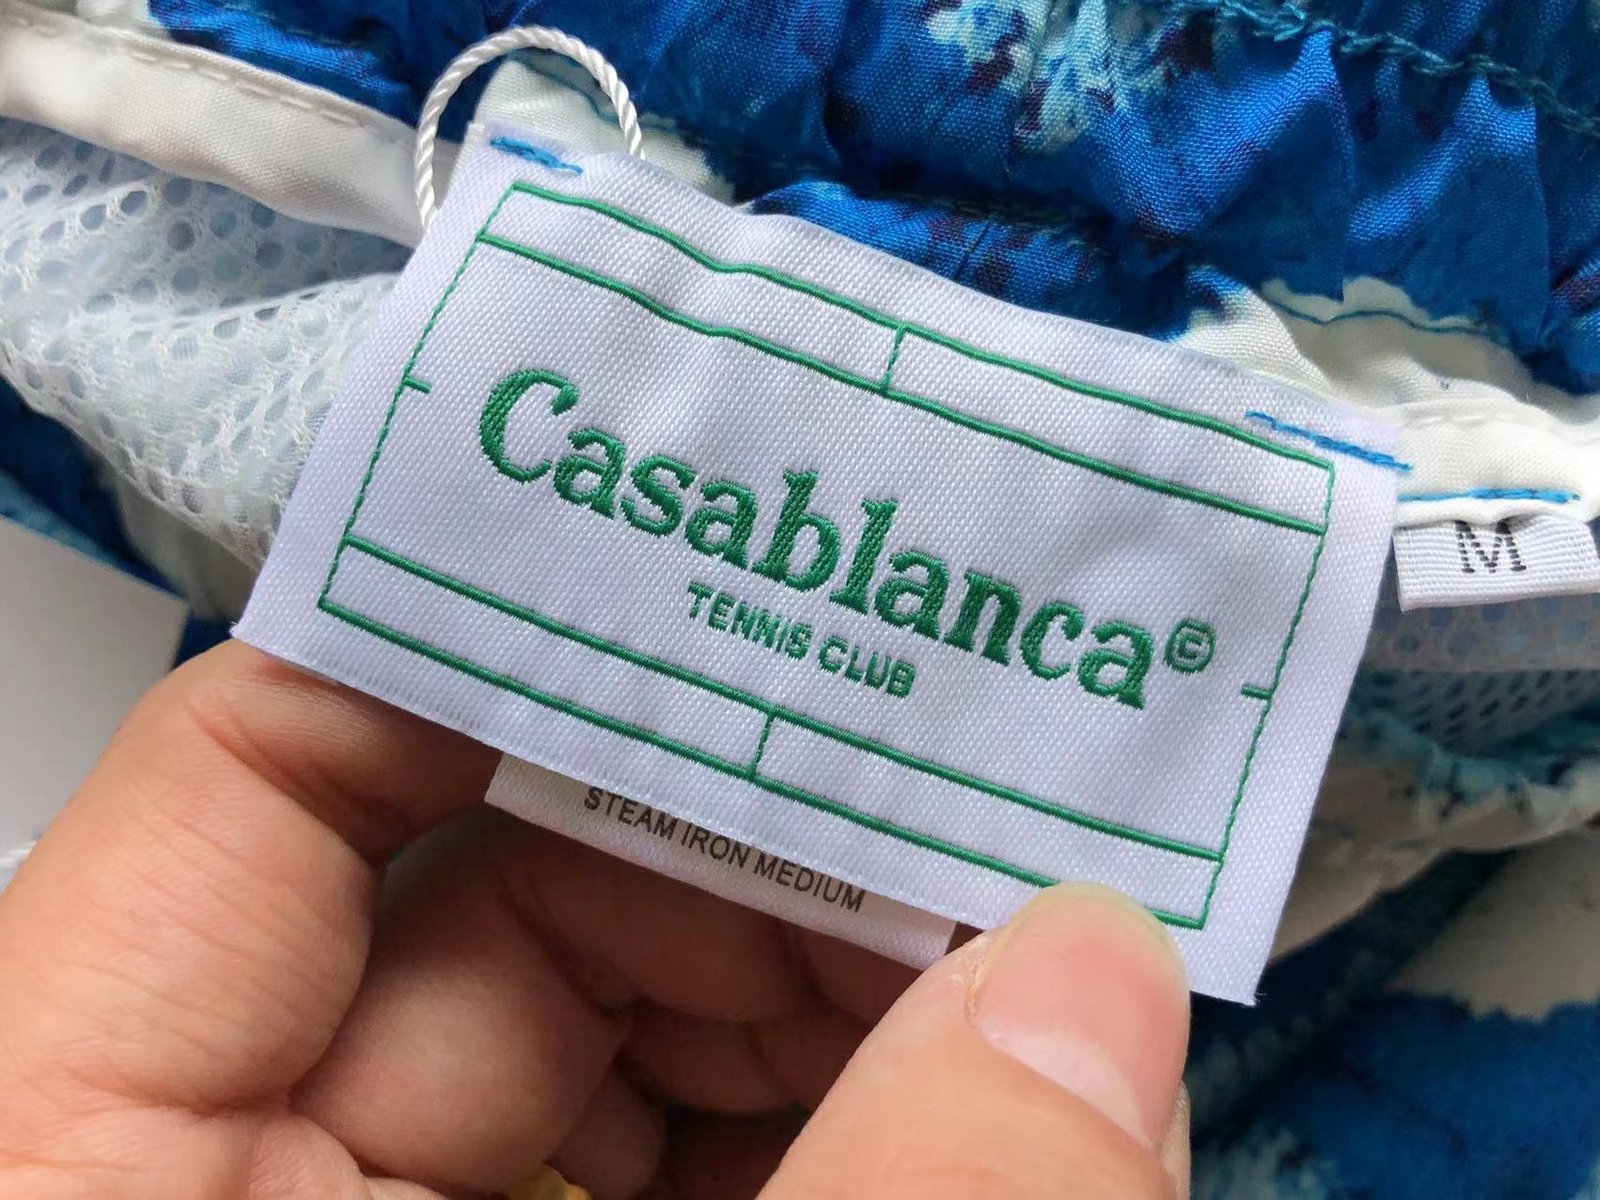 Casablanca©
TENNIS CLUB
M
STEAM IRON MEDIUM